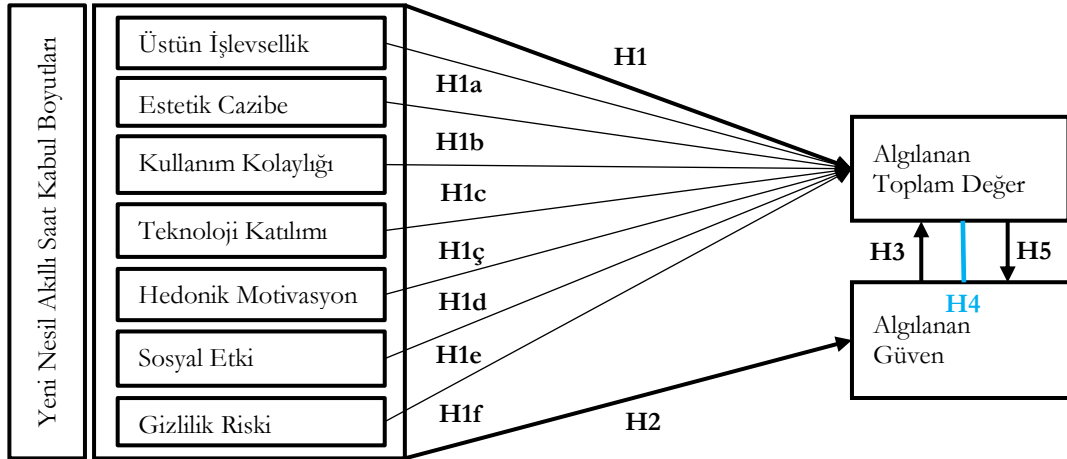 Yeni Nesil Akıllı Saat Kabul Boyutları
Üstün İşlevsellik
Estetik Cazibe
Kullanım Kolaylığı
Teknoloji Katılımı
Hedonik Motivasyon
Sosyal Etki
Gizlilik Riski
H1
H1a
H1b
H1c
H1ç
H1d
H1e
H1f
H2
Algılanan
Toplam Değer
H3
H5
H4
Algılanan
Güven